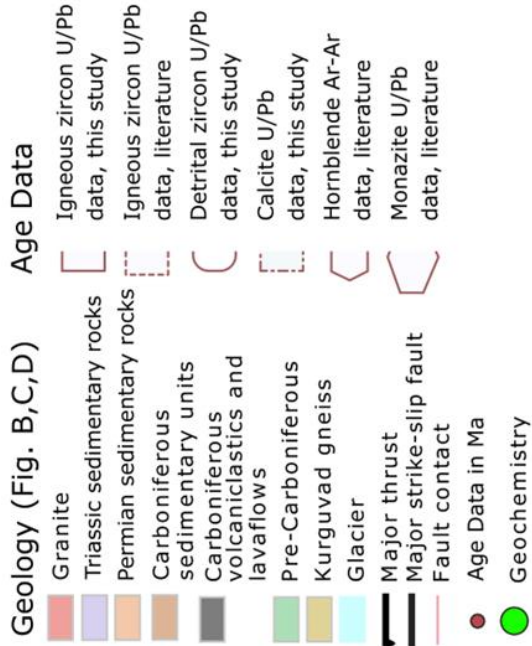 Geology (Fig. B,C,D)
Granite
Triassic sedimentary rocks
Permian sedimentary rocks
Carboniferous
sedimentary units
Carboniferous
volcaniclastics and
lavaflows
Pre-Carboniferous
Kurguvad gneiss
Glacier
Major thrust
Major strike-slip fault
Fault contact
Age Data in Ma
Geochemistry
Age Data
Igneous zircon U/Pb
data, this study
Igneous zircon U/Pb
data, literature
Detrital zircon U/Pb
data, this study
Calcite U/Pb
data, this study
Hornblende Ar-Ar
data, literature
Monazite U/Pb
data, literature